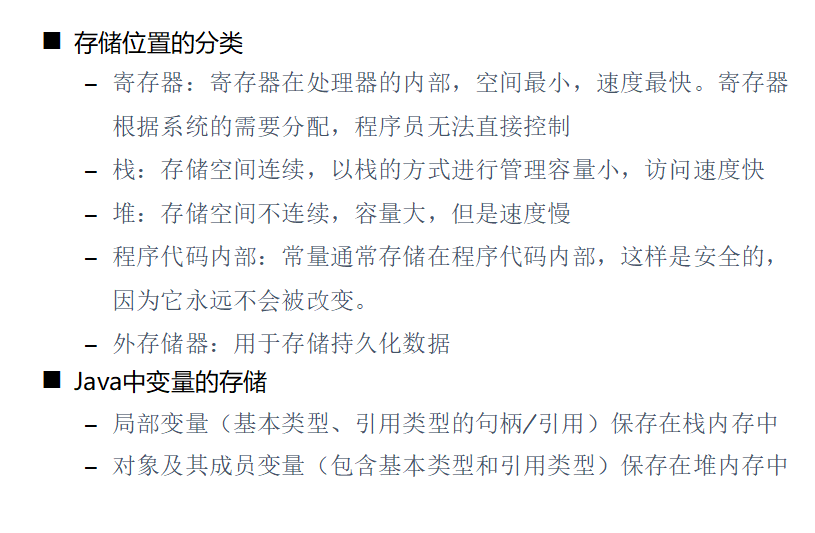 ■ 存储位置的分类
– 寄存器：寄存器在处理器的内部，空间最小，速度最快。寄存器
根据系统的需要分配，程序员无法直接控制
– 栈：存储空间连续，以栈的方式进行管理容量小，访问速度快
– 堆：存储空间不连续，容量大，但是速度慢
– 程序代码内部：常量通常存储在程序代码内部，这样是安全的，
因为它永远不会被改变。
– 外存储器：用于存储持久化数据
■ Java中变量的存储
– 局部变量（基本类型、引用类型的句柄/引用）保存在栈内存中
– 对象及其成员变量（包含基本类型和引用类型）保存在堆内存中